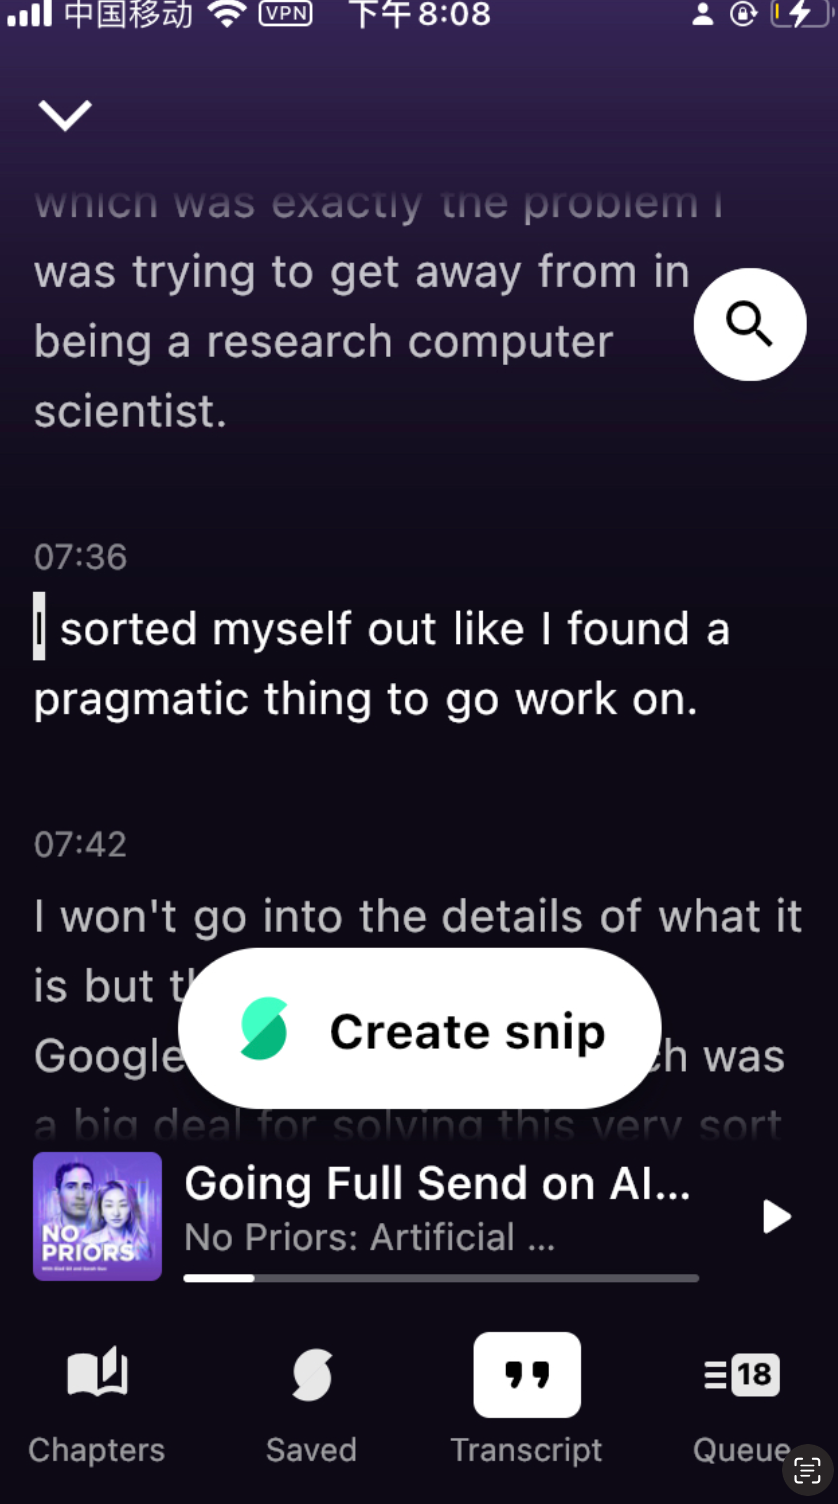 中国移动 VPN 下午8:08
which was exactly the problem I
was trying to get away from in
being a research computer
scientist.
07:36
I sorted myself out like I found a
pragmatic thing to go work on.
07:42
I won't go into the details of what it
is but th
Google ch was
a big deal for solving this very sort
Create snip
Going Full Send on AI...
No Priors: Artificial ...
NO
PRIORS
18
Chapters Saved Transcript Queue